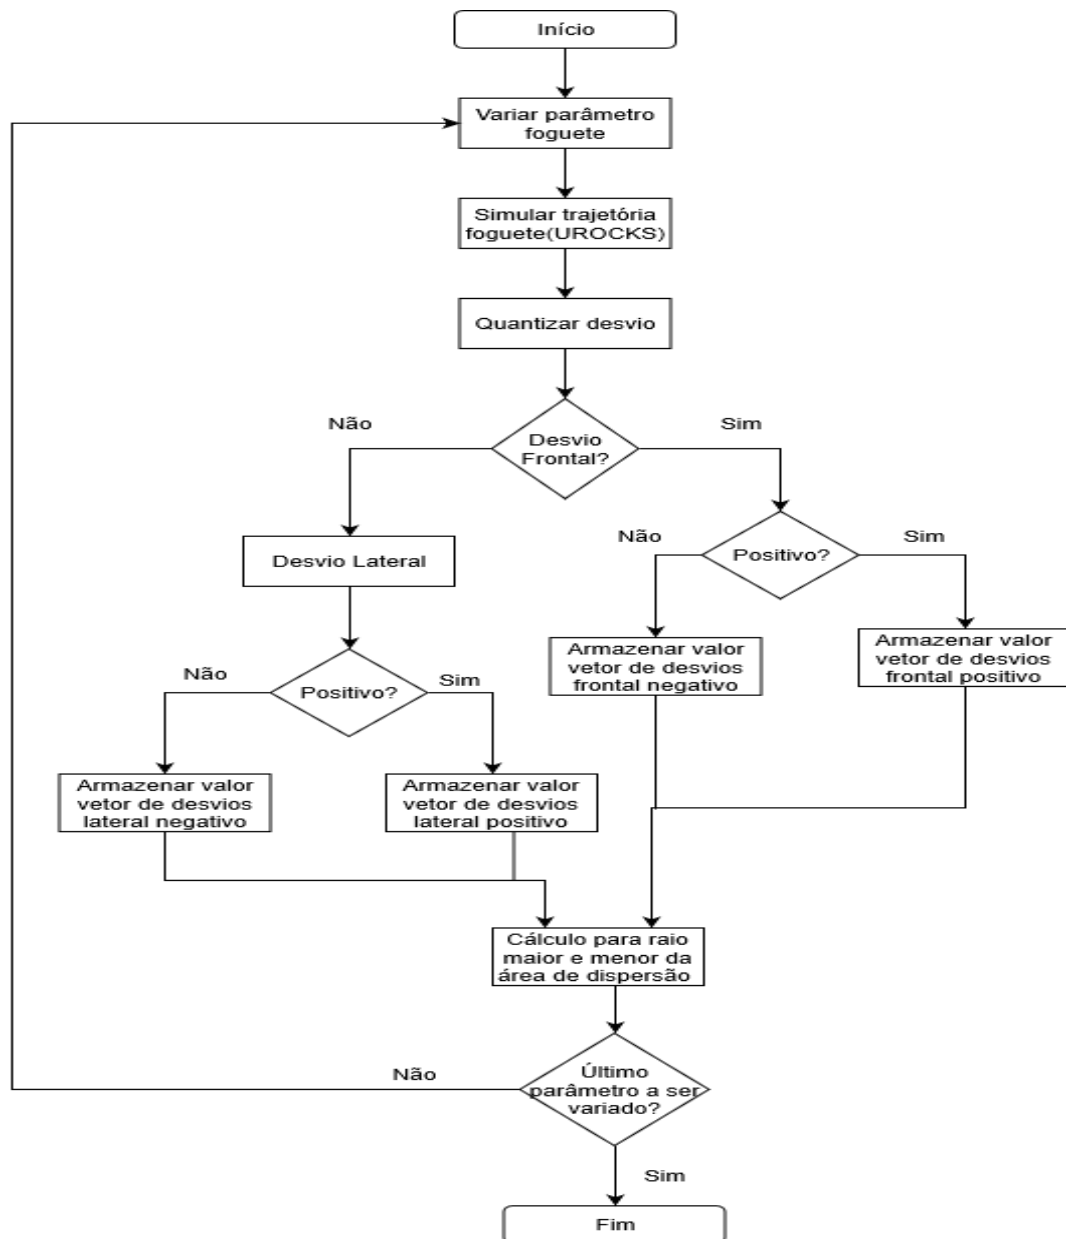 Início
Variar parâmetro
foguete
Simular trajetória
foguete(UROCKS)
Quantizar desvio
Não
Sim
Desvio
Frontal?
Não
Sim
Positivo?
Desvio Lateral
Armazenar valor
vetor de desvios
frontal negativo
Armazenar valor
vetor de desvios
frontal positivo
Não
Sim
Positivo?
Armazenar valor
vetor de desvios
lateral negativo
Armazenar valor
vetor de desvios
lateral positivo
Cálculo para raio
maior e menor da
área de dispersão
Não
Último
parâmetro a ser
variado?
Sim
Fim